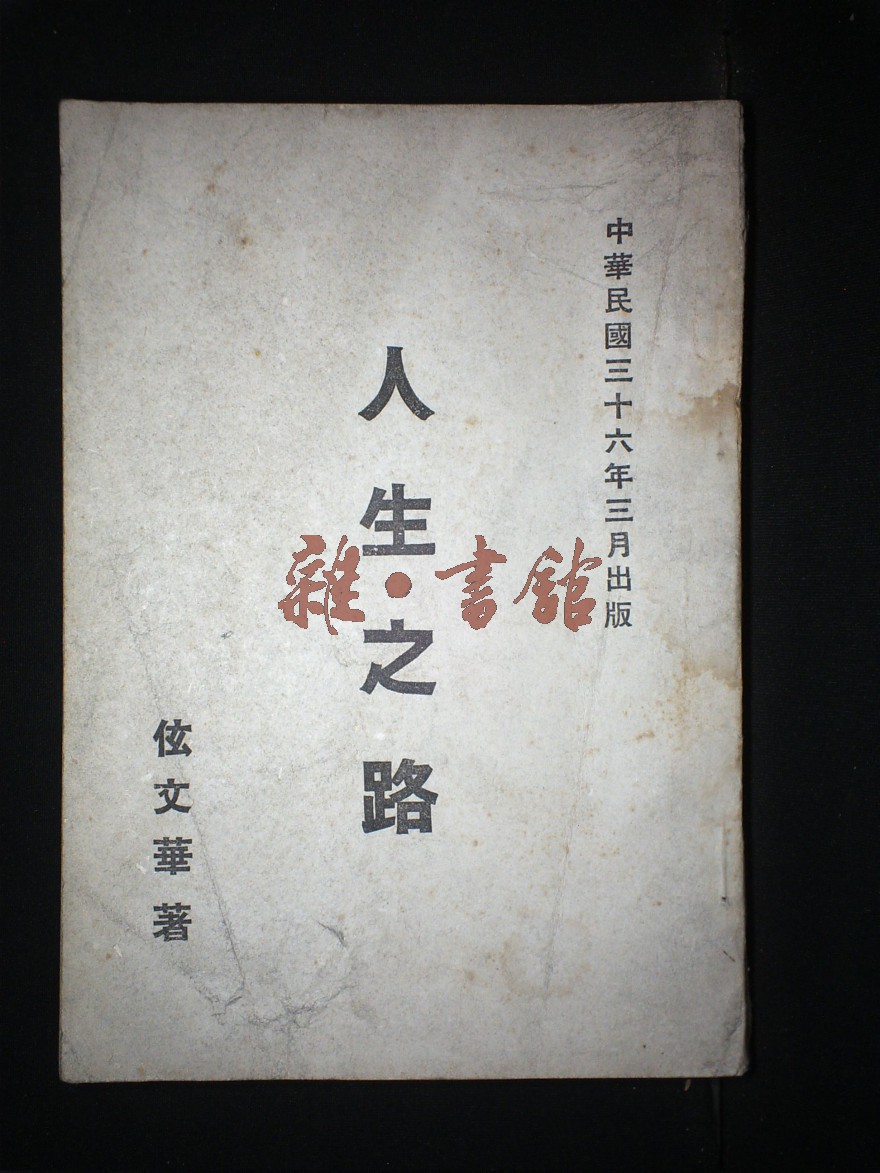 中華民國三十六年三月出版
人生之路
伭文華著
雜·書館